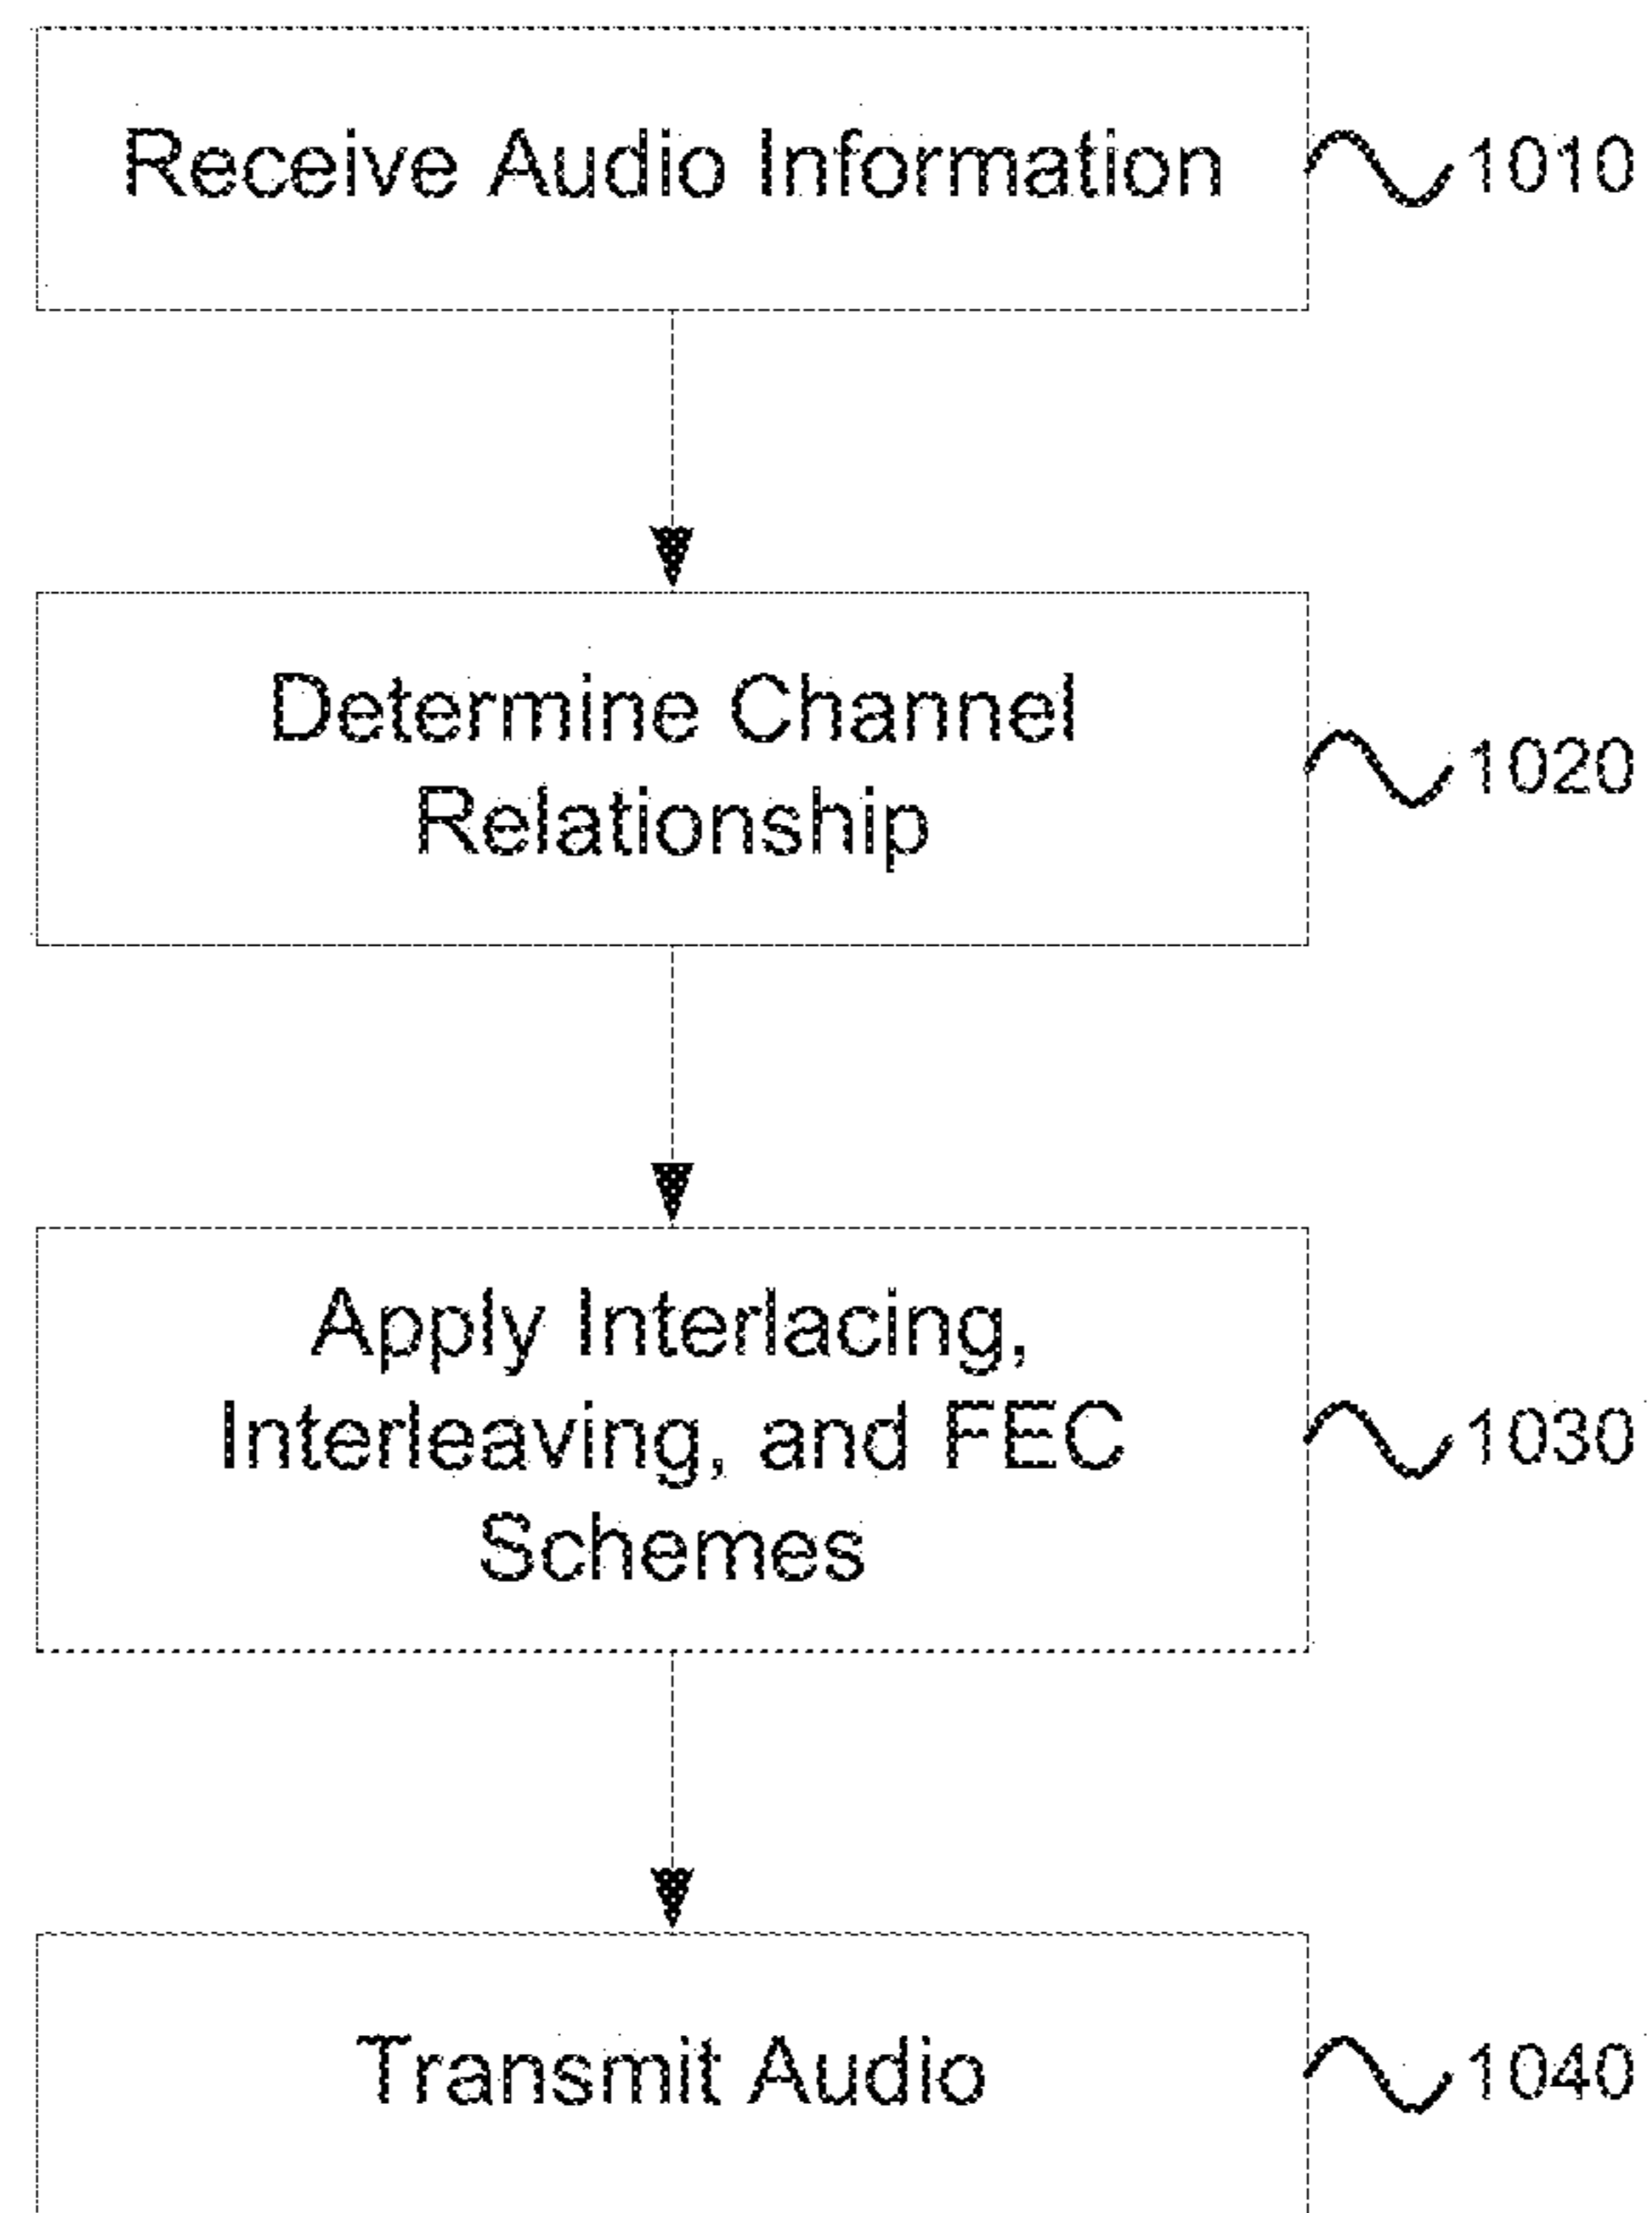 Receive Audio Information
1010
Determine Channel
Relationship
1020
Apply Interlacing,
Interleaving, and FEC
Schemes
1030
Transmit Audio
1040